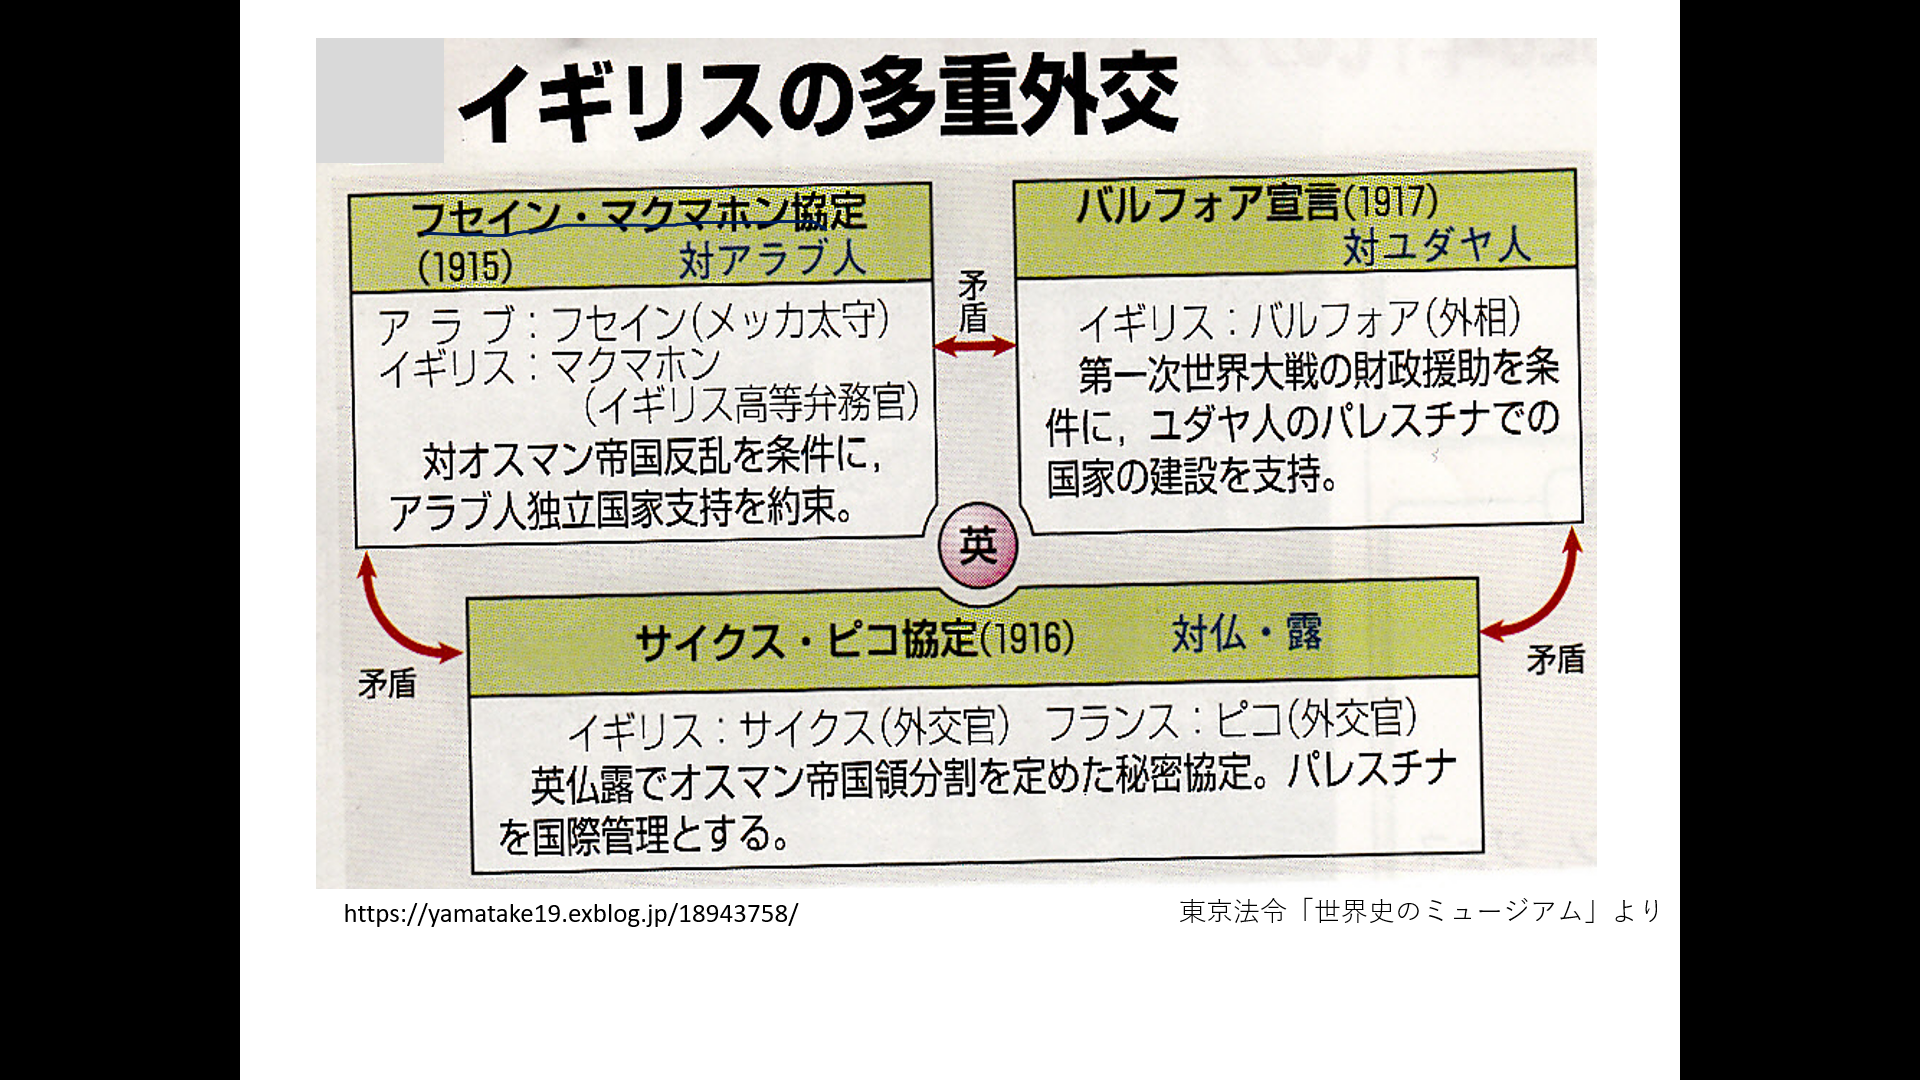 イギリスの多重外交
フセイン・マクマホン協定
(1915) 対アラブ人
アラブ：フセイン(メッカ太守)
イギリス：マクマホン
(イギリス高等弁務官)
対オスマン帝国反乱を条件に，
アラブ人独立国家支持を約束。
矛盾
バルフォア宣言(1917)
対ユダヤ人
イギリス：バルフォア(外相)
第一次世界大戦の財政援助を条
件に，ユダヤ人のパレスチナでの
国家の建設を支持。
英
矛盾
サイクス・ピコ協定(1916) 対仏・露
イギリス：サイクス(外交官) フランス：ピコ(外交官)
英仏露でオスマン帝国領分割を定めた秘密協定。パレスチナ
を国際管理とする。
矛盾
https://yamatake19.exblog.jp/18943758/
東京法令「世界史のミュージアム」より